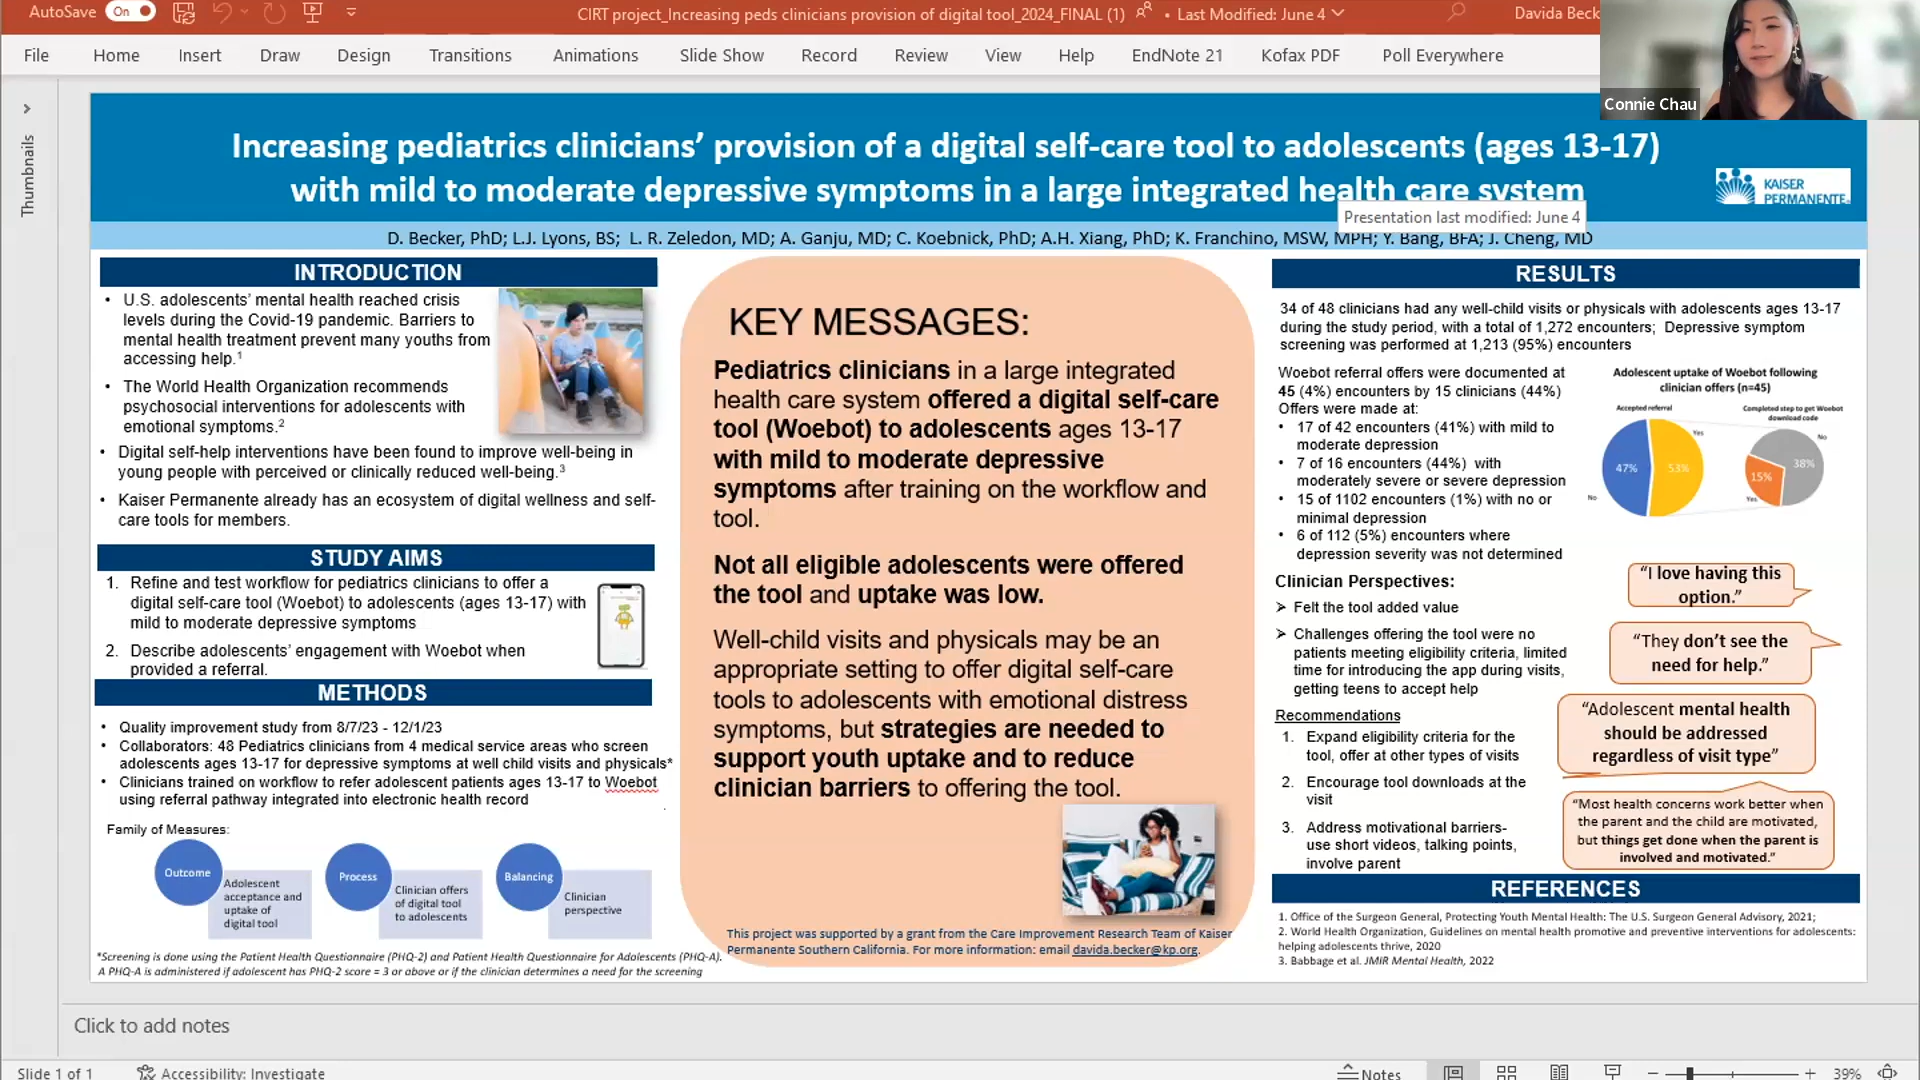 AutoSave On CIRT project_Increasing peds clinicians provision of digital tool_2024_FINAL (1) • Last Modified: June 4 Davida Beck
File Home Insert Draw Design Transitions Animations Slide Show Record Review View Help EndNote 21 Kofax PDF Poll Everywhere
Connie Chau
Thumbnails
Increasing pediatrics clinicians’ provision of a digital self-care tool to adolescents (ages 13-17)
with mild to moderate depressive symptoms in a large integrated health care system
KAISER
PERMANENTE
Presentation last modified: June 4
D. Becker, PhD; L.J. Lyons, BS; L. R. Zeledon, MD; A. Ganju, MD; C. Koebnick, PhD; A.H. Xiang, PhD; K. Franchino, MSW, MPH; Y. Bang, BFA; J. Cheng, MD
INTRODUCTION
• U.S. adolescents’ mental health reached crisis
levels during the Covid-19 pandemic. Barriers to
mental health treatment prevent many youths from
accessing help.1
• The World Health Organization recommends
psychosocial interventions for adolescents with
emotional symptoms.2
• Digital self-help interventions have been found to improve well-being in
young people with perceived or clinically reduced well-being.3
• Kaiser Permanente already has an ecosystem of digital wellness and self-
care tools for members.
STUDY AIMS
1. Refine and test workflow for pediatrics clinicians to offer a
digital self-care tool (Woebot) to adolescents (ages 13-17) with
mild to moderate depressive symptoms
2. Describe adolescents’ engagement with Woebot when
provided a referral.
METHODS
• Quality improvement study from 8/7/23 - 12/1/23
• Collaborators: 48 Pediatrics clinicians from 4 medical service areas who screen
adolescents ages 13-17 for depressive symptoms at well child visits and physicals*
• Clinicians trained on workflow to refer adolescent patients ages 13-17 to Woebot
using referral pathway integrated into electronic health record
Family of Measures:
Outcome
Adolescent
acceptance and
uptake of
digital tool
Process
Clinician offers
of digital tool
to adolescents
Balancing
Clinician
perspective
*Screening is done using the Patient Health Questionnaire (PHQ-2) and Patient Health Questionnaire for Adolescents (PHQ-A).
A PHQ-A is administered if adolescent has PHQ-2 score = 3 or above or if the clinician determines a need for the screening
KEY MESSAGES:
Pediatrics clinicians in a large integrated
health care system offered a digital self-care
tool (Woebot) to adolescents ages 13-17
with mild to moderate depressive
symptoms after training on the workflow and
tool.
Not all eligible adolescents were offered
the tool and uptake was low.
Well-child visits and physicals may be an
appropriate setting to offer digital self-care
tools to adolescents with emotional distress
symptoms, but strategies are needed to
support youth uptake and to reduce
clinician barriers to offering the tool.
This project was supported by a grant from the Care Improvement Research Team of Kaiser
Permanente Southern California. For more information: email davida.becker@kp.org.
RESULTS
34 of 48 clinicians had any well-child visits or physicals with adolescents ages 13-17
during the study period, with a total of 1,272 encounters; Depressive symptom
screening was performed at 1,213 (95%) encounters
Woebot referral offers were documented at
45 (4%) encounters by 15 clinicians (44%)
Offers were made at:
• 17 of 42 encounters (41%) with mild to
moderate depression
• 7 of 16 encounters (44%) with
moderately severe or severe depression
• 15 of 1102 encounters (1%) with no or
minimal depression
• 6 of 112 (5%) encounters where
depression severity was not determined
Adolescent uptake of Woebot following
clinician offers (n=45)
Accepted referral
Completed step to get Woebot
download code
Yes
No
47%
53%
38%
15%
No
Yes
Clinician Perspectives:
➢ Felt the tool added value
➢ Challenges offering the tool were no
patients meeting eligibility criteria, limited
time for introducing the app during visits,
getting teens to accept help
Recommendations
1. Expand eligibility criteria for the
tool, offer at other types of visits
2. Encourage tool downloads at the
visit
3. Address motivational barriers-
use short videos, talking points,
involve parent
“I love having this
option.”
“They don’t see the
need for help.”
“Adolescent mental health
should be addressed
regardless of visit type”
“Most health concerns work better when
the parent and the child are motivated,
but things get done when the parent is
involved and motivated.”
REFERENCES
1. Office of the Surgeon General, Protecting Youth Mental Health: The U.S. Surgeon General Advisory, 2021;
2. World Health Organization, Guidelines on mental health promotive and preventive interventions for adolescents:
helping adolescents thrive, 2020
3. Babbage et al. JMIR Mental Health, 2022
Click to add notes
Slide 1 of 1 Accessibility: Investigate Notes 39%